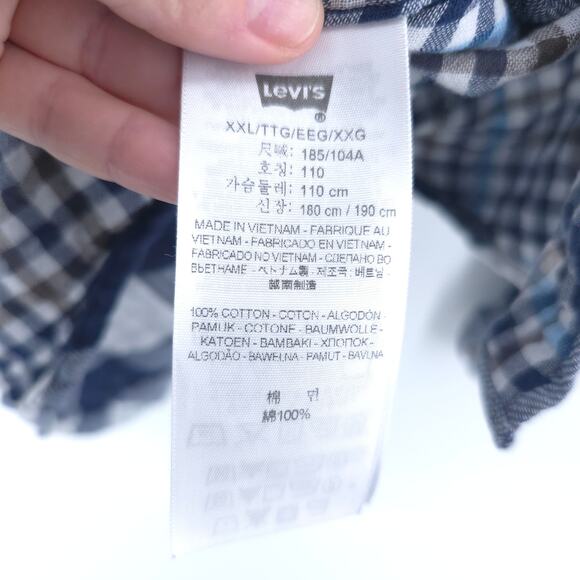 Levi's
®
XXL/TTG/EEG/XXG
尺碼: 185/104A
호칭: 110
가슴둘레: 110 cm
신장: 180 cm / 190 cm
MADE IN VIETNAM - FABRIQUE AU
VIETNAM - FABRICADO EN VIETNAM -
FABRICADO NO VIETNAM - СДЕЛАНО ВО
ВЬЕТНАМЕ - ベトナム製 - 제조국: 베트남 -
越南制造
100% COTTON - COTON - ALGODÓN -
PAMUK - COTONE - BAUMWOLLE -
KATOEN - BAMBAKI - ХЛОПОК -
ALGODÃO - BAWEŁNA - PAMUT - BAVLNA
棉 면
綿100%